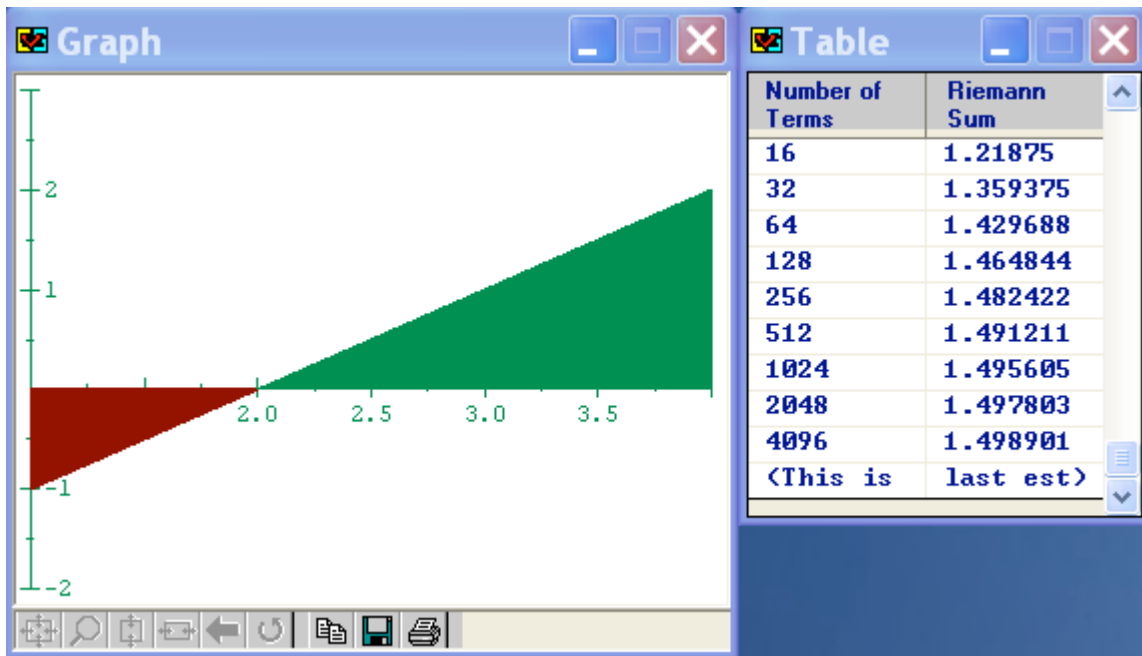 Graph
2
1
2.0 2.5 3.0 3.5
-1
-2
Table
Number of Terms Riemann Sum
16 1.21875
32 1.359375
64 1.429688
128 1.464844
256 1.482422
512 1.491211
1024 1.495605
2048 1.497803
4096 1.498901
(This is last est)